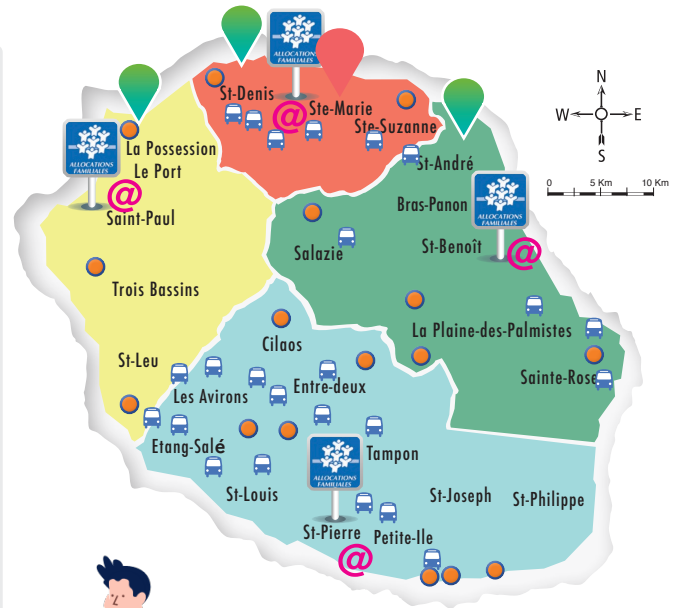 ALLOCATIONS
FAMILIALES
St-Denis
@
Ste-Marie
Ste-Suzanne
La Possession
Le Port
ALLOCATIONS
FAMILIALES
@
Saint-Paul
St-André
Bras-Panon
ALLOCATIONS
FAMILIALES
St-Benoît
@
N
W
E
S
0 5 Km 10 Km
Salazie
Trois Bassins
La Plaine-des-Palmistes
Cilaos
St-Leu
Sainte-Rose
Les Avirons
Entre-deux
Etang-Salé
Tampon
ALLOCATIONS
FAMILIALES
St-Louis
St-Joseph
St-Philippe
St-Pierre
Petite-Ile
@